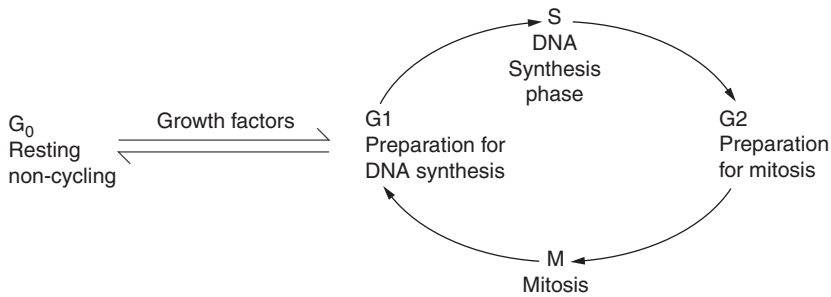 S
DNA
Synthesis
phase
G₀
Resting
non-cycling
Growth factors
G1
Preparation for
DNA synthesis
G2
Preparation
for mitosis
M
Mitosis